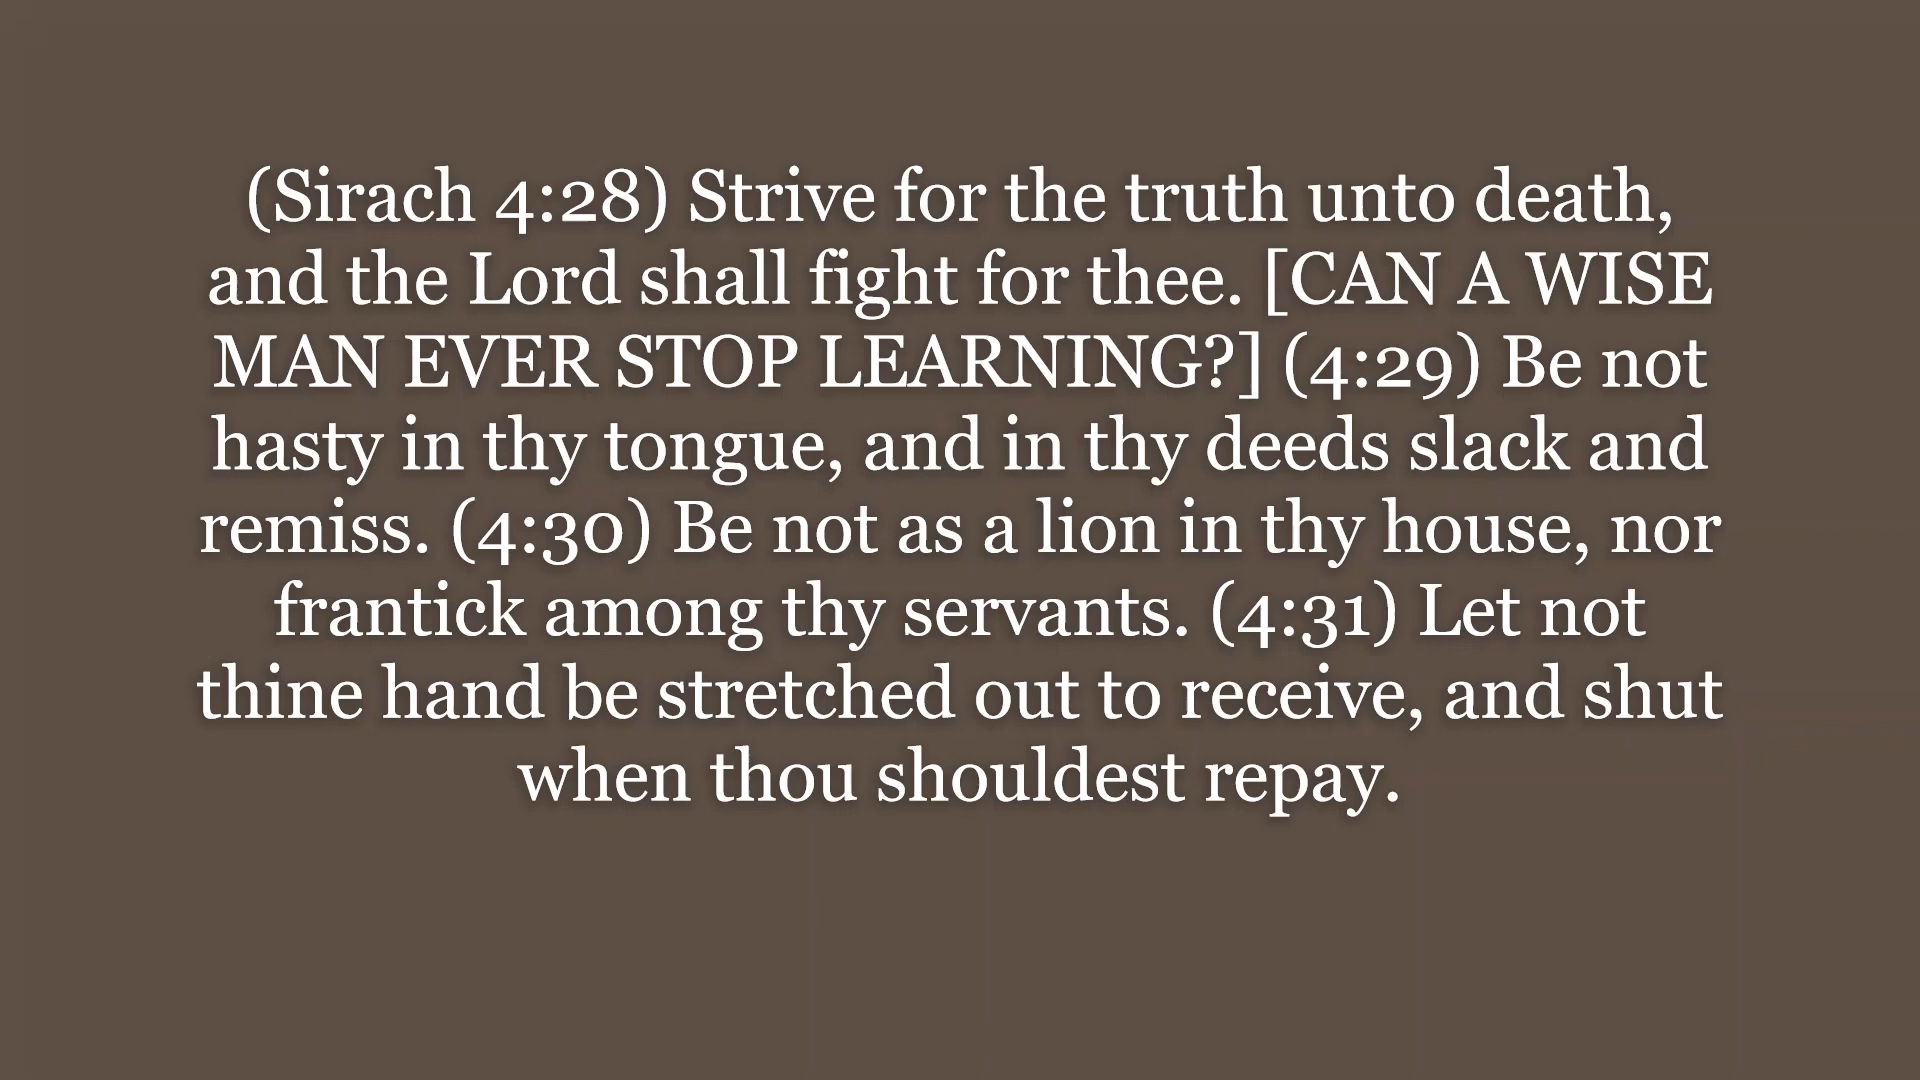 (Sirach 4:28) Strive for the truth unto death,
and the Lord shall fight for thee. [CAN A WISE
MAN EVER STOP LEARNING?] (4:29) Be not
hasty in thy tongue, and in thy deeds slack and
remiss. (4:30) Be not as a lion in thy house, nor
frantick among thy servants. (4:31) Let not
thine hand be stretched out to receive, and shut
when thou shouldest repay.